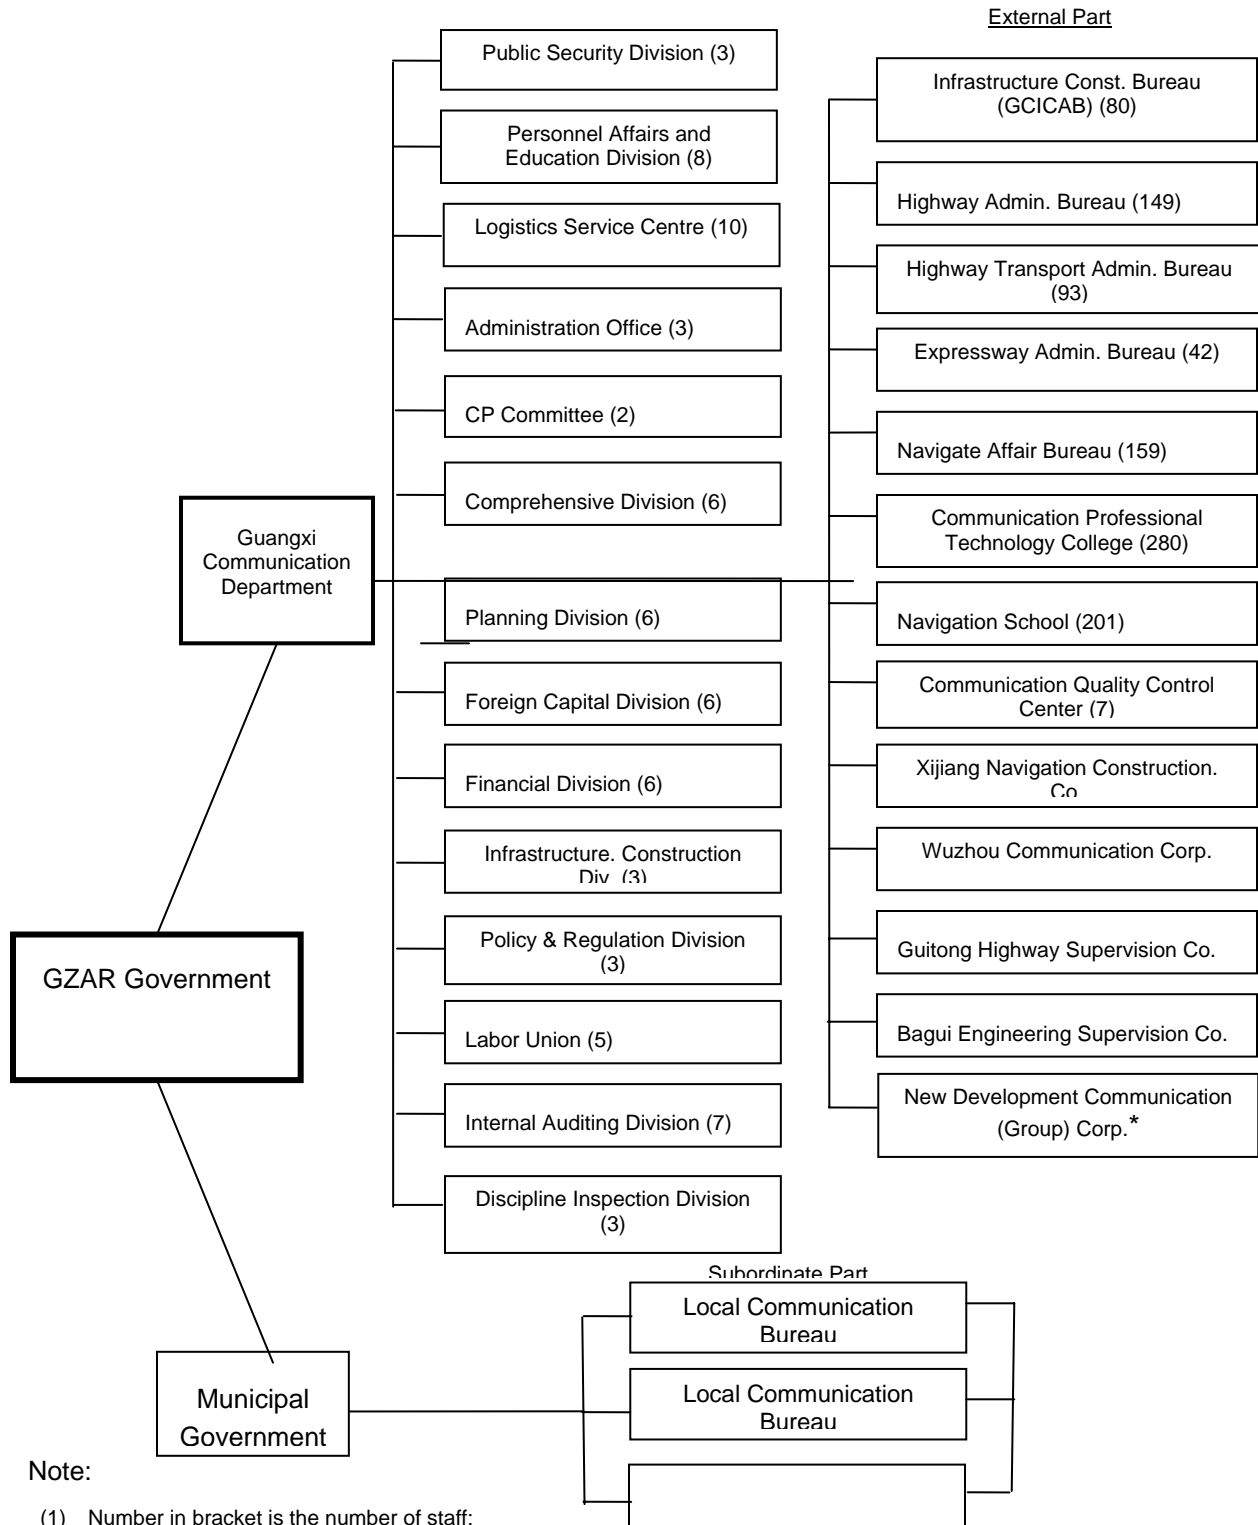 External Part
Public Security Division (3)
Personnel Affairs and
Education Division (8)
Logistics Service Centre (10)
Administration Office (3)
CP Committee (2)
Comprehensive Division (6)
Guangxi
Communication
Department
Planning Division (6)
Foreign Capital Division (6)
Financial Division (6)
Infrastructure. Construction
Div. (3)
Policy & Regulation Division
(3)
Labor Union (5)
Internal Auditing Division (7)
Discipline Inspection Division
(3)
Infrastructure Const. Bureau
(GCICAB) (80)
Highway Admin. Bureau (149)
Highway Transport Admin. Bureau
(93)
Expressway Admin. Bureau (42)
Navigate Affair Bureau (159)
Communication Professional
Technology College (280)
Navigation School (201)
Communication Quality Control
Center (7)
Xijiang Navigation Construction.
Co
Wuzhou Communication Corp.
Guitong Highway Supervision Co.
Bagui Engineering Supervision Co.
New Development Communication
(Group) Corp.*
GZAR Government
Subordinate Part
Local Communication
Bureau
Local Communication
Bureau
Municipal
Government
Note:
(1) Number in bracket is the number of staff;